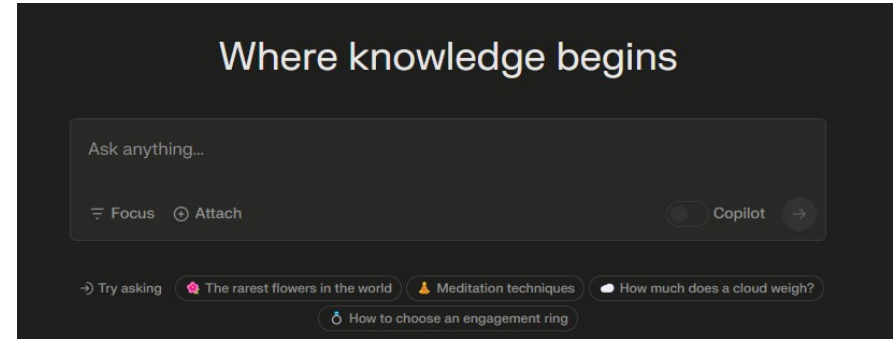 Where knowledge begins
Ask anything...
Focus Attach Copilot
Try asking The rarest flowers in the world Meditation techniques How much does a cloud weigh?
How to choose an engagement ring